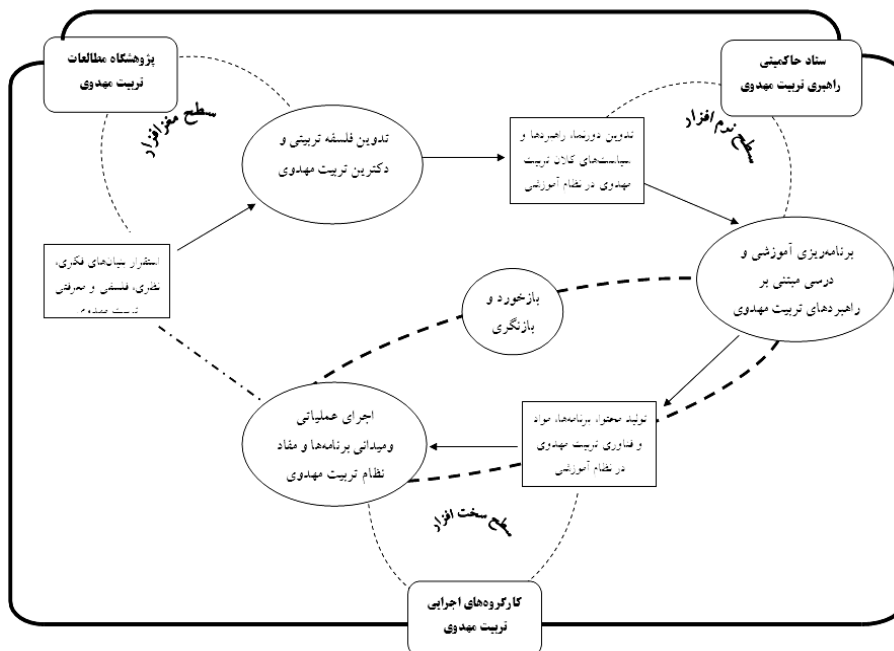 پژوهشگاه مطالعات
تربیت مهدوی
ستاد حاکمیتی
راهبری تربیت مهدوی
سطح مغزافزار
سطح نرم افزار
تدوین فلسفه تربیتی و
دکترین تربیت مهدوی
تدوین دورنما، راهبردها و
سیاست‌های کلان تربیت
مهدوی در نظام آموزشی
استقرار بنیان‌های فکری،
نظری، فلسفی و معرفتی
تربیت مهدوی
برنامه‌ریزی آموزشی و
درسی مبتنی بر
راهبردهای تربیت مهدوی
بازخورد و
بازنگری
اجرای عملیاتی
ومیدانی برنامه‌ها و مفاد
نظام تربیت مهدوی
تولید محتوا، برنامه‌ها، مواد
و فناوری تربیت مهدوی
در نظام آموزشی
سطح سخت افزار
کارگروه‌های اجرایی
تربیت مهدوی